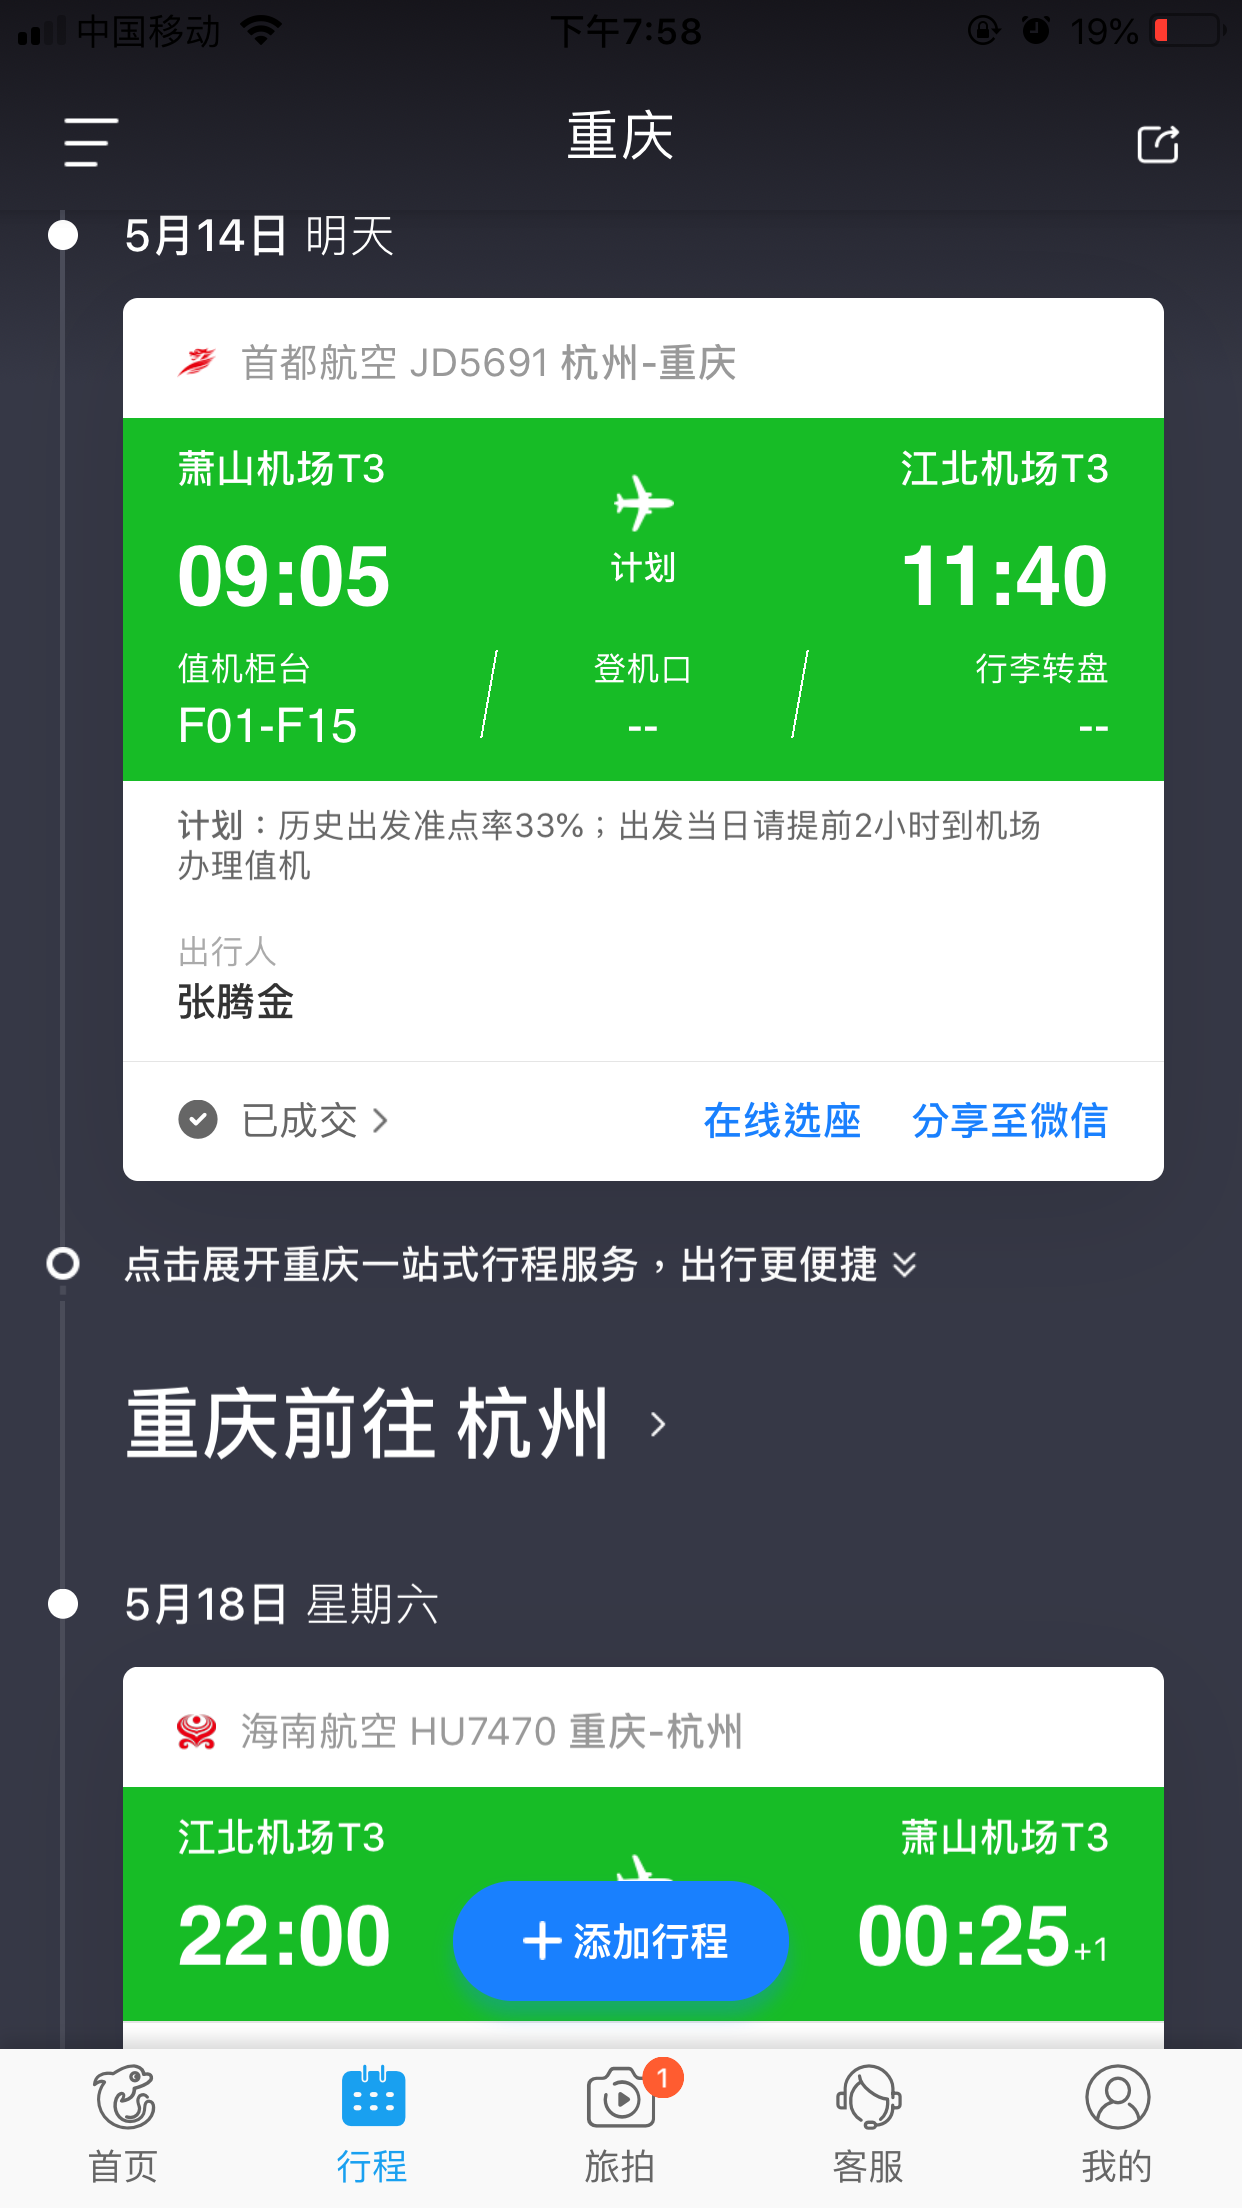 中国移动 下午7:58 19%
重庆
5月14日 明天
首都航空 JD5691 杭州-重庆
萧山机场T3 江北机场T3
09:05 计划 11:40
值机柜台 登机口 行李转盘
F01-F15 -- --
计划：历史出发准点率33%；出发当日请提前2小时到机场
办理值机
出行人
张腾金
已成交 在线选座 分享至微信
点击展开重庆一站式行程服务，出行更便捷
重庆前往 杭州
5月18日 星期六
海南航空 HU7470 重庆-杭州
江北机场T3 萧山机场T3
22:00 00:25+1
添加行程
1
首页 行程 旅拍 客服 我的